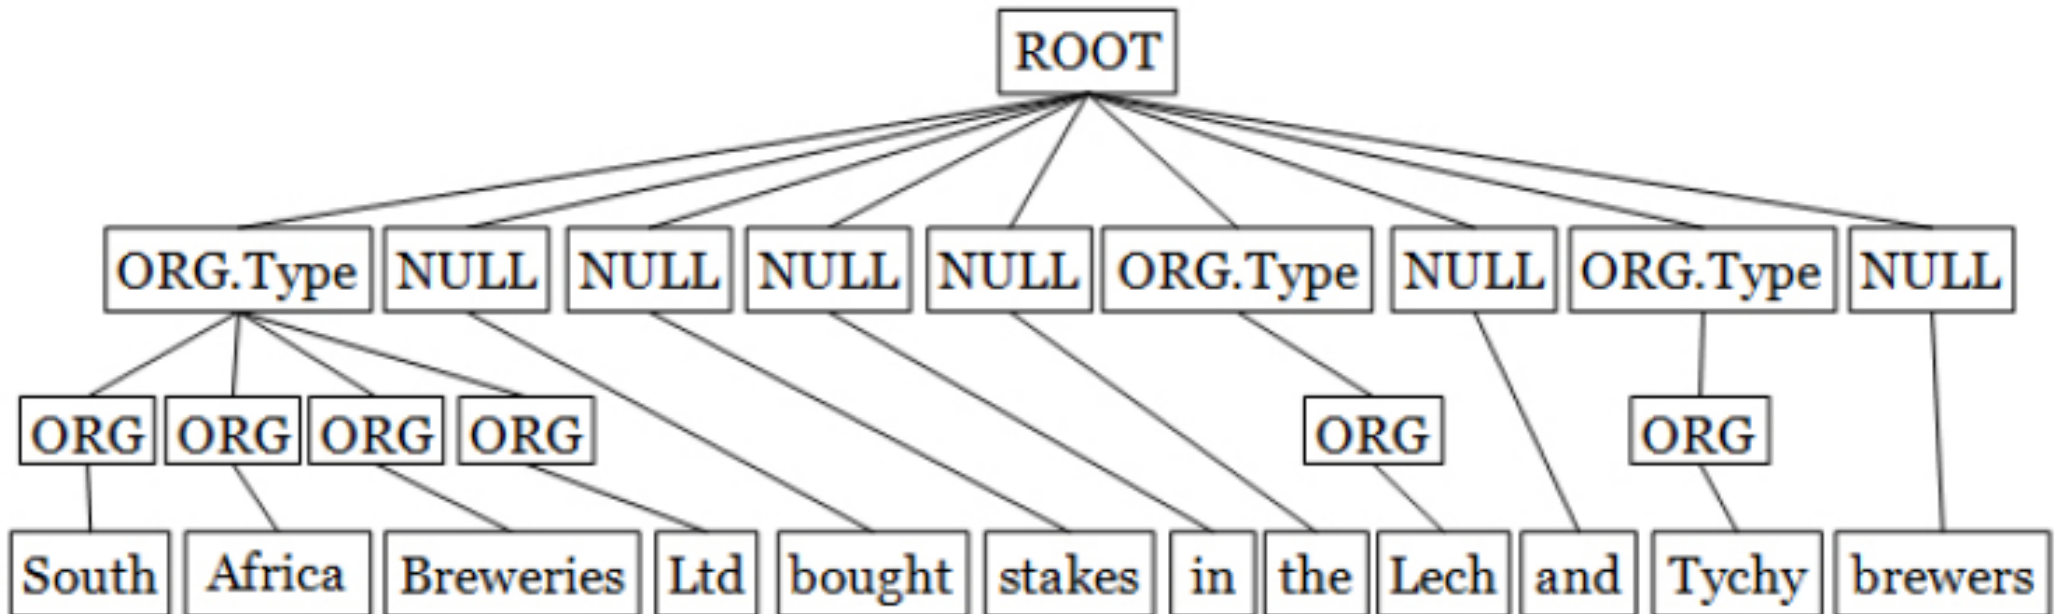 ROOT
ORG.Type NULL NULL NULL NULL ORG.Type NULL ORG.Type NULL
ORG ORG ORG ORG ORG ORG
South Africa Breweries Ltd bought stakes in the Lech and Tychy brewers